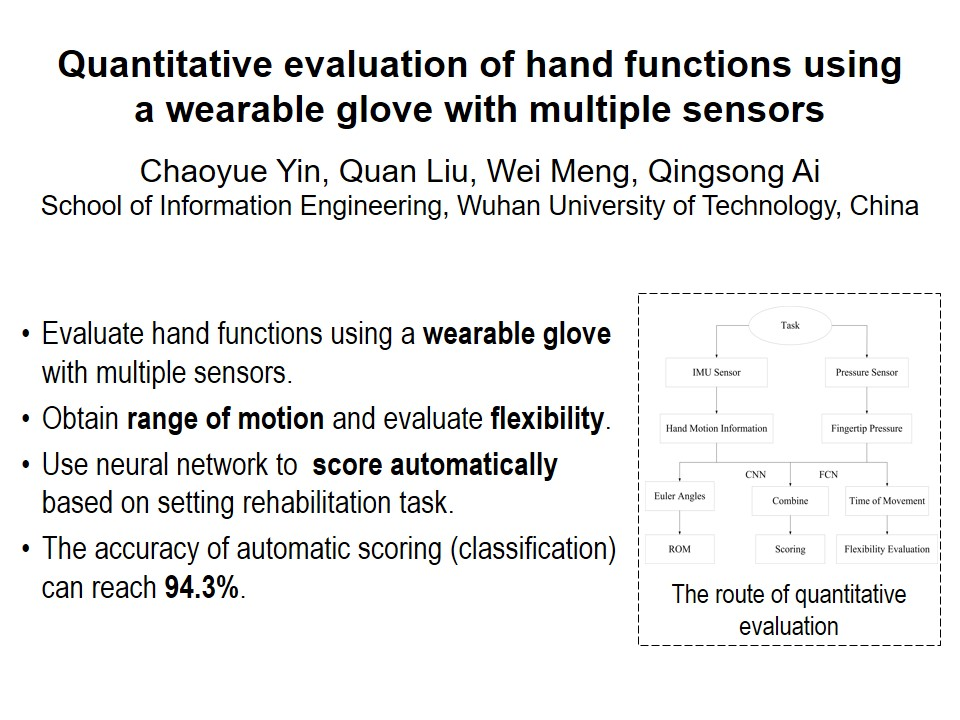 Quantitative evaluation of hand functions using
a wearable glove with multiple sensors
Chaoyue Yin, Quan Liu, Wei Meng, Qingsong Ai
School of Information Engineering, Wuhan University of Technology, China
• Evaluate hand functions using a wearable glove
with multiple sensors.
• Obtain range of motion and evaluate flexibility.
• Use neural network to score automatically
based on setting rehabilitation task.
• The accuracy of automatic scoring (classification)
can reach 94.3%.
Task
IMU Sensor
Pressure Sensor
Hand Motion Information
Fingertip Pressure
CNN
FCN
Euler Angles
Combine
Time of Movement
ROM
Scoring
Flexibility Evaluation
The route of quantitative
evaluation